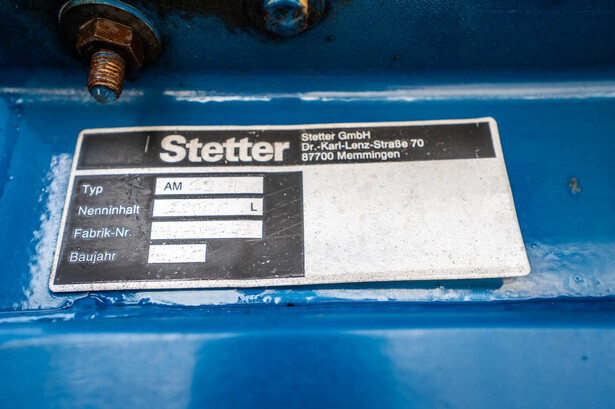 Stetter
Stetter GmbH
Dr.-Karl-Lenz-Straße 70
87700 Memmingen
Typ AM
Nenninhalt L
Fabrik-Nr.
Baujahr